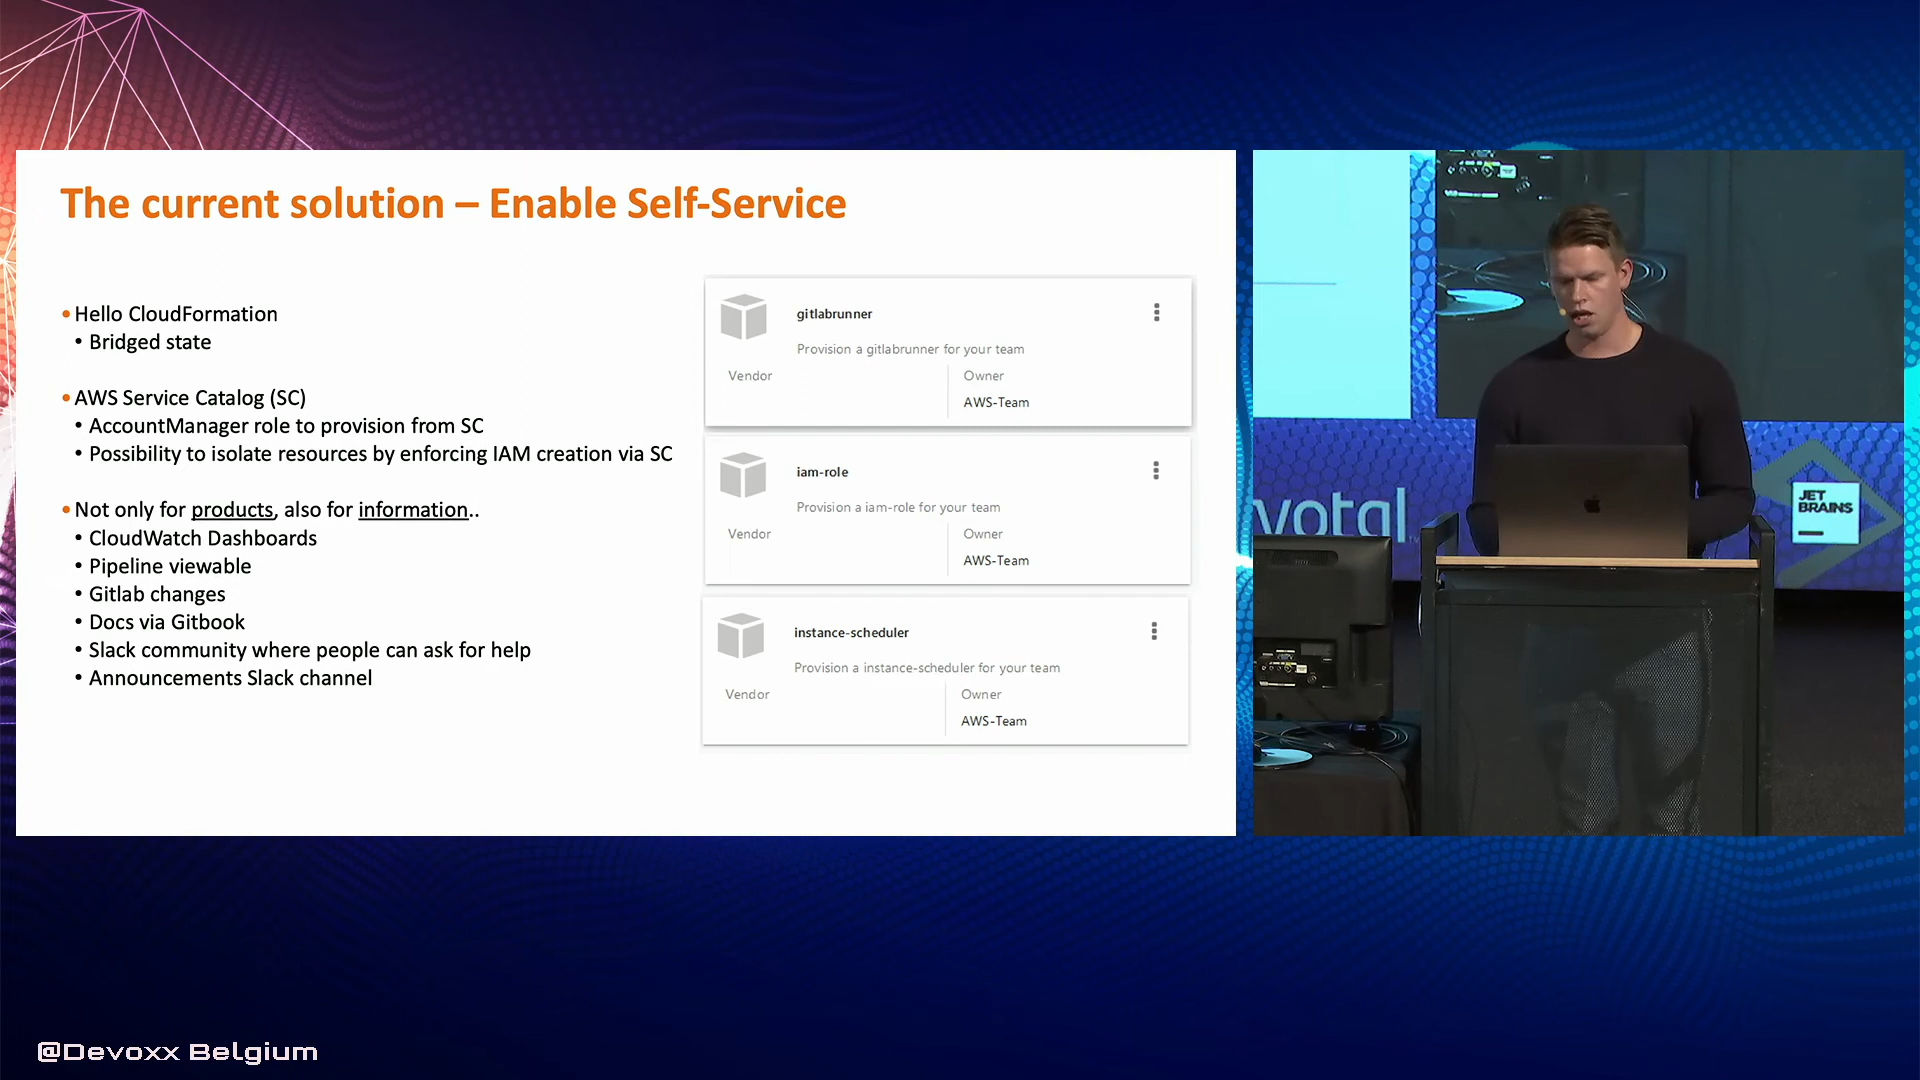 The current solution – Enable Self-Service
•Hello CloudFormation
• Bridged state
•AWS Service Catalog (SC)
• AccountManager role to provision from SC
• Possibility to isolate resources by enforcing IAM creation via SC
•Not only for products, also for information..
• CloudWatch Dashboards
• Pipeline viewable
• Gitlab changes
• Docs via Gitbook
• Slack community where people can ask for help
• Announcements Slack channel
gitlabrunner
Provision a gitlabrunner for your team
Vendor
Owner
AWS-Team
iam-role
Provision a iam-role for your team
Vendor
Owner
AWS-Team
instance-scheduler
Provision a instance-scheduler for your team
Vendor
Owner
AWS-Team
votal
JET
BRAINS
@Devoxx Belgium